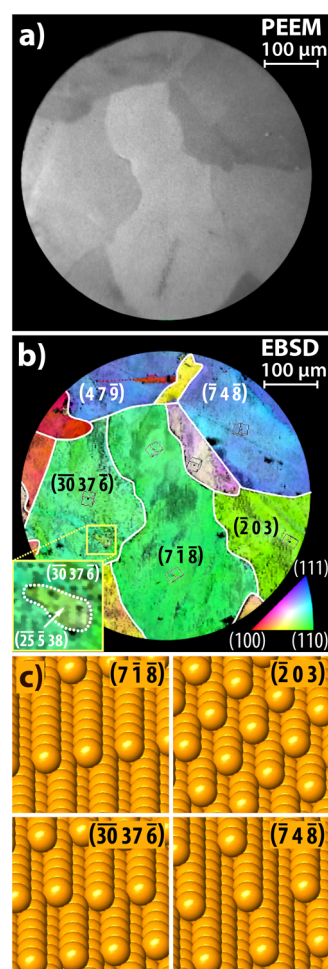 a)
PEEM
100 µm
b)
EBSD
100 µm
(4 7 9̄)
(7̄ 4 8̄)
(3̄0̄ 37 6̄)
(2̄ 0 3)
(7 1̄ 8̄)
(3̄0̄ 37 6̄)
(2̄5̄ 5̄ 38)
(111)
(100)
(110)
c)
(7 1̄ 8̄)
(2̄ 0 3)
(3̄0̄ 37 6̄)
(7̄ 4 8̄)